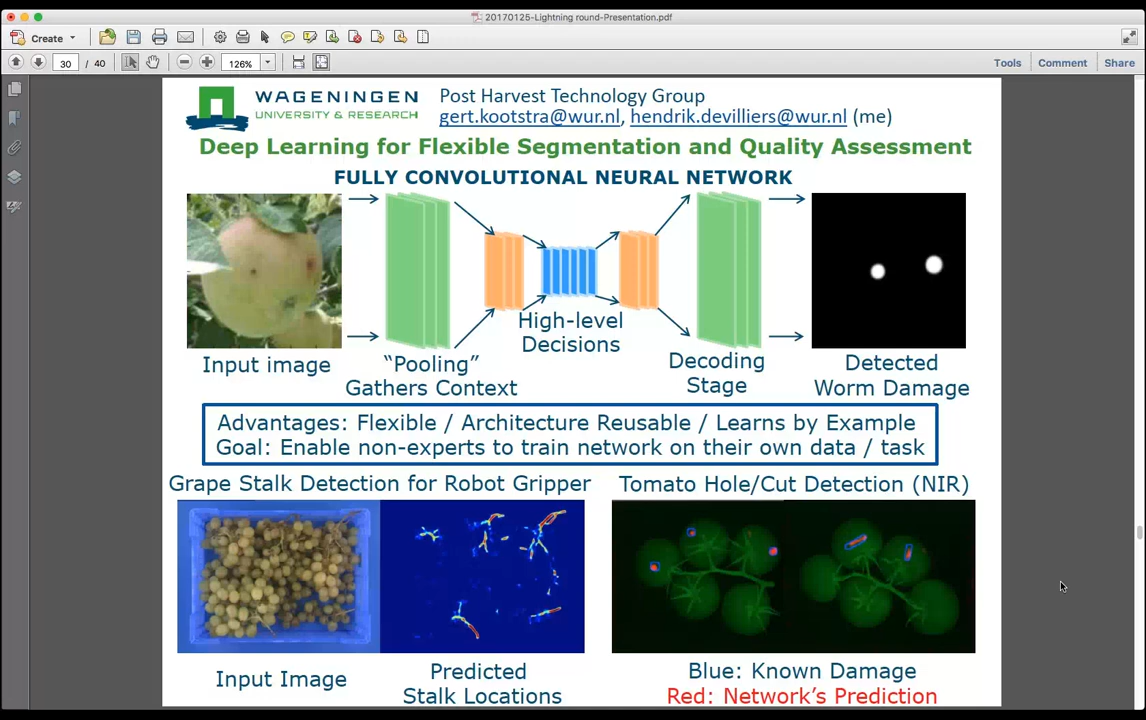 20170125-Lightning round-Presentation.pdf
Create
30 / 40
126%
Tools Comment Share
WAGENINGEN
UNIVERSITY & RESEARCH
Post Harvest Technology Group
gert.kootstra@wur.nl, hendrik.devilliers@wur.nl (me)
Deep Learning for Flexible Segmentation and Quality Assessment
FULLY CONVOLUTIONAL NEURAL NETWORK
Input image
“Pooling”
Gathers Context
High-level
Decisions
Decoding
Stage
Detected
Worm Damage
Advantages: Flexible / Architecture Reusable / Learns by Example
Goal: Enable non-experts to train network on their own data / task
Grape Stalk Detection for Robot Gripper
Tomato Hole/Cut Detection (NIR)
Input Image
Predicted
Stalk Locations
Blue: Known Damage
Red: Network’s Prediction